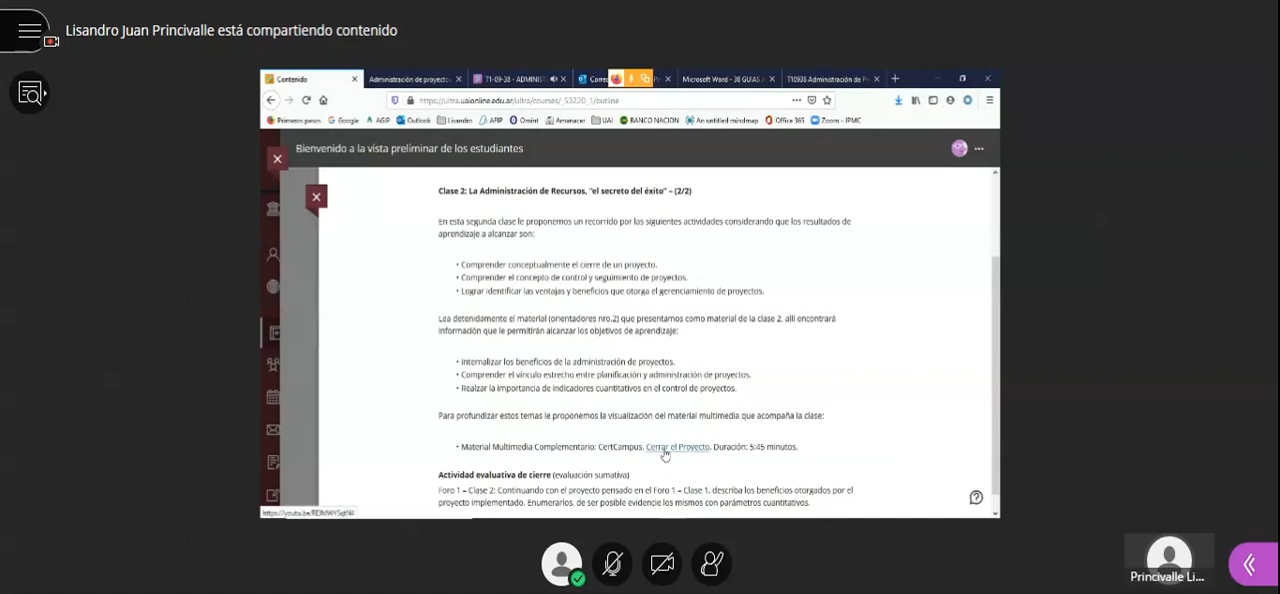 Lisandro Juan Princivalle está compartiendo contenido
Contenido
Administración de proyecto
T1-09-38 - ADMINIST
Microsoft Word - 38 GUIAS
T10938 Administración de
https://ultra.uaionline.edu.ar/ultra/courses/_53220_1/outline
Primeros pasos Google AGIP Outlook Lisandro AFIP Omint Amanecer UAI BANCO NACION An untitled mindmap Office 365 Zoom - JPMC
Bienvenido a la vista preliminar de los estudiantes
Clase 2: La Administración de Recursos, "el secreto del éxito" – (2/2)
En esta segunda clase le proponemos un recorrido por las siguientes actividades considerando que los resultados de
aprendizaje a alcanzar son:
• Comprender conceptualmente el cierre de un proyecto.
• Comprender el concepto de control y seguimiento de proyectos.
• Lograr identificar las ventajas y beneficios que otorga el gerenciamiento de proyectos.
Lea detenidamente el material (orientadores nro.2) que presentamos como material de la clase 2, allí encontrará
información que le permitirán alcanzar los objetivos de aprendizaje:
• Internalizar los beneficios de la administración de proyectos.
• Comprender el vínculo estrecho entre planificación y administración de proyectos.
• Realzar la importancia de indicadores cuantitativos en el control de proyectos.
Para profundizar estos temas le proponemos la visualización del material multimedia que acompaña la clase:
• Material Multimedia Complementario: CertCampus. Cerrar el Proyecto. Duración: 5:45 minutos.
Actividad evaluativa de cierre (evaluación sumativa)
Foro 1 – Clase 2: Continuando con el proyecto pensado en el Foro 1 – Clase 1, describa los beneficios otorgados por el
proyecto implementado. Enumerarlos, de ser posible evidencie los mismos con parámetros cuantitativos.
Princivalle Li...